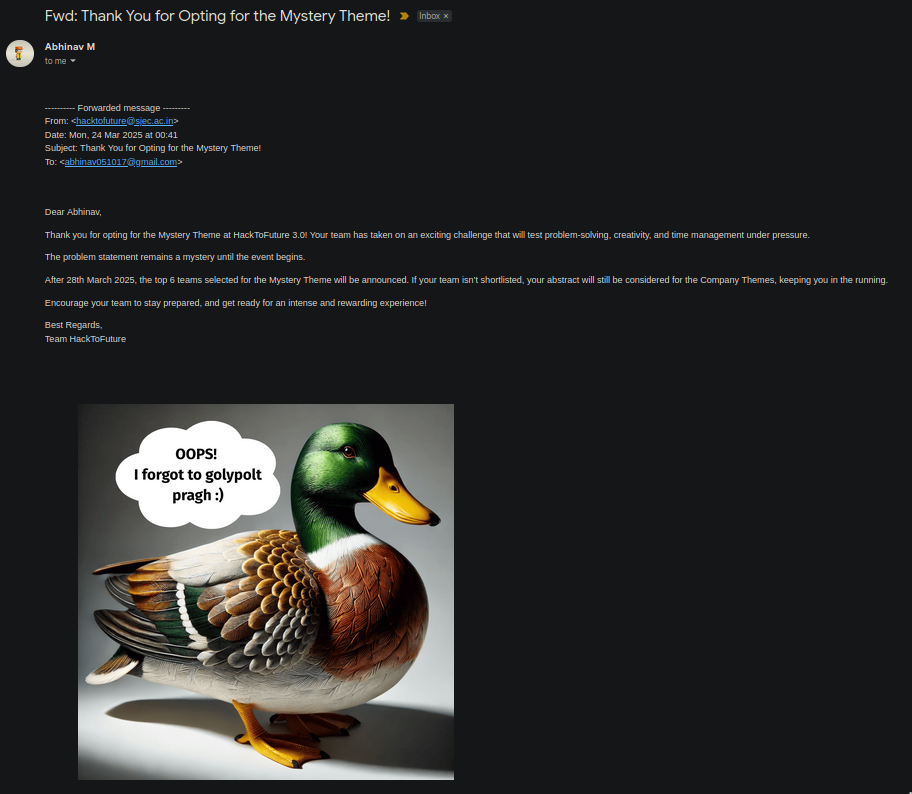 Fwd: Thank You for Opting for the Mystery Theme! Inbox ×
Abhinav M
to me
---------- Forwarded message ---------
From: <hacktofuture@sjec.ac.in>
Date: Mon, 24 Mar 2025 at 00:41
Subject: Thank You for Opting for the Mystery Theme!
To: <abhinav051017@gmail.com>
Dear Abhinav,
Thank you for opting for the Mystery Theme at HackToFuture 3.0! Your team has taken on an exciting challenge that will test problem-solving, creativity, and time management under pressure.
The problem statement remains a mystery until the event begins.
After 28th March 2025, the top 6 teams selected for the Mystery Theme will be announced. If your team isn't shortlisted, your abstract will still be considered for the Company Themes, keeping you in the running.
Encourage your team to stay prepared, and get ready for an intense and rewarding experience!
Best Regards,
Team HackToFuture
OOPS!
I forgot to golypolt
pragh :)